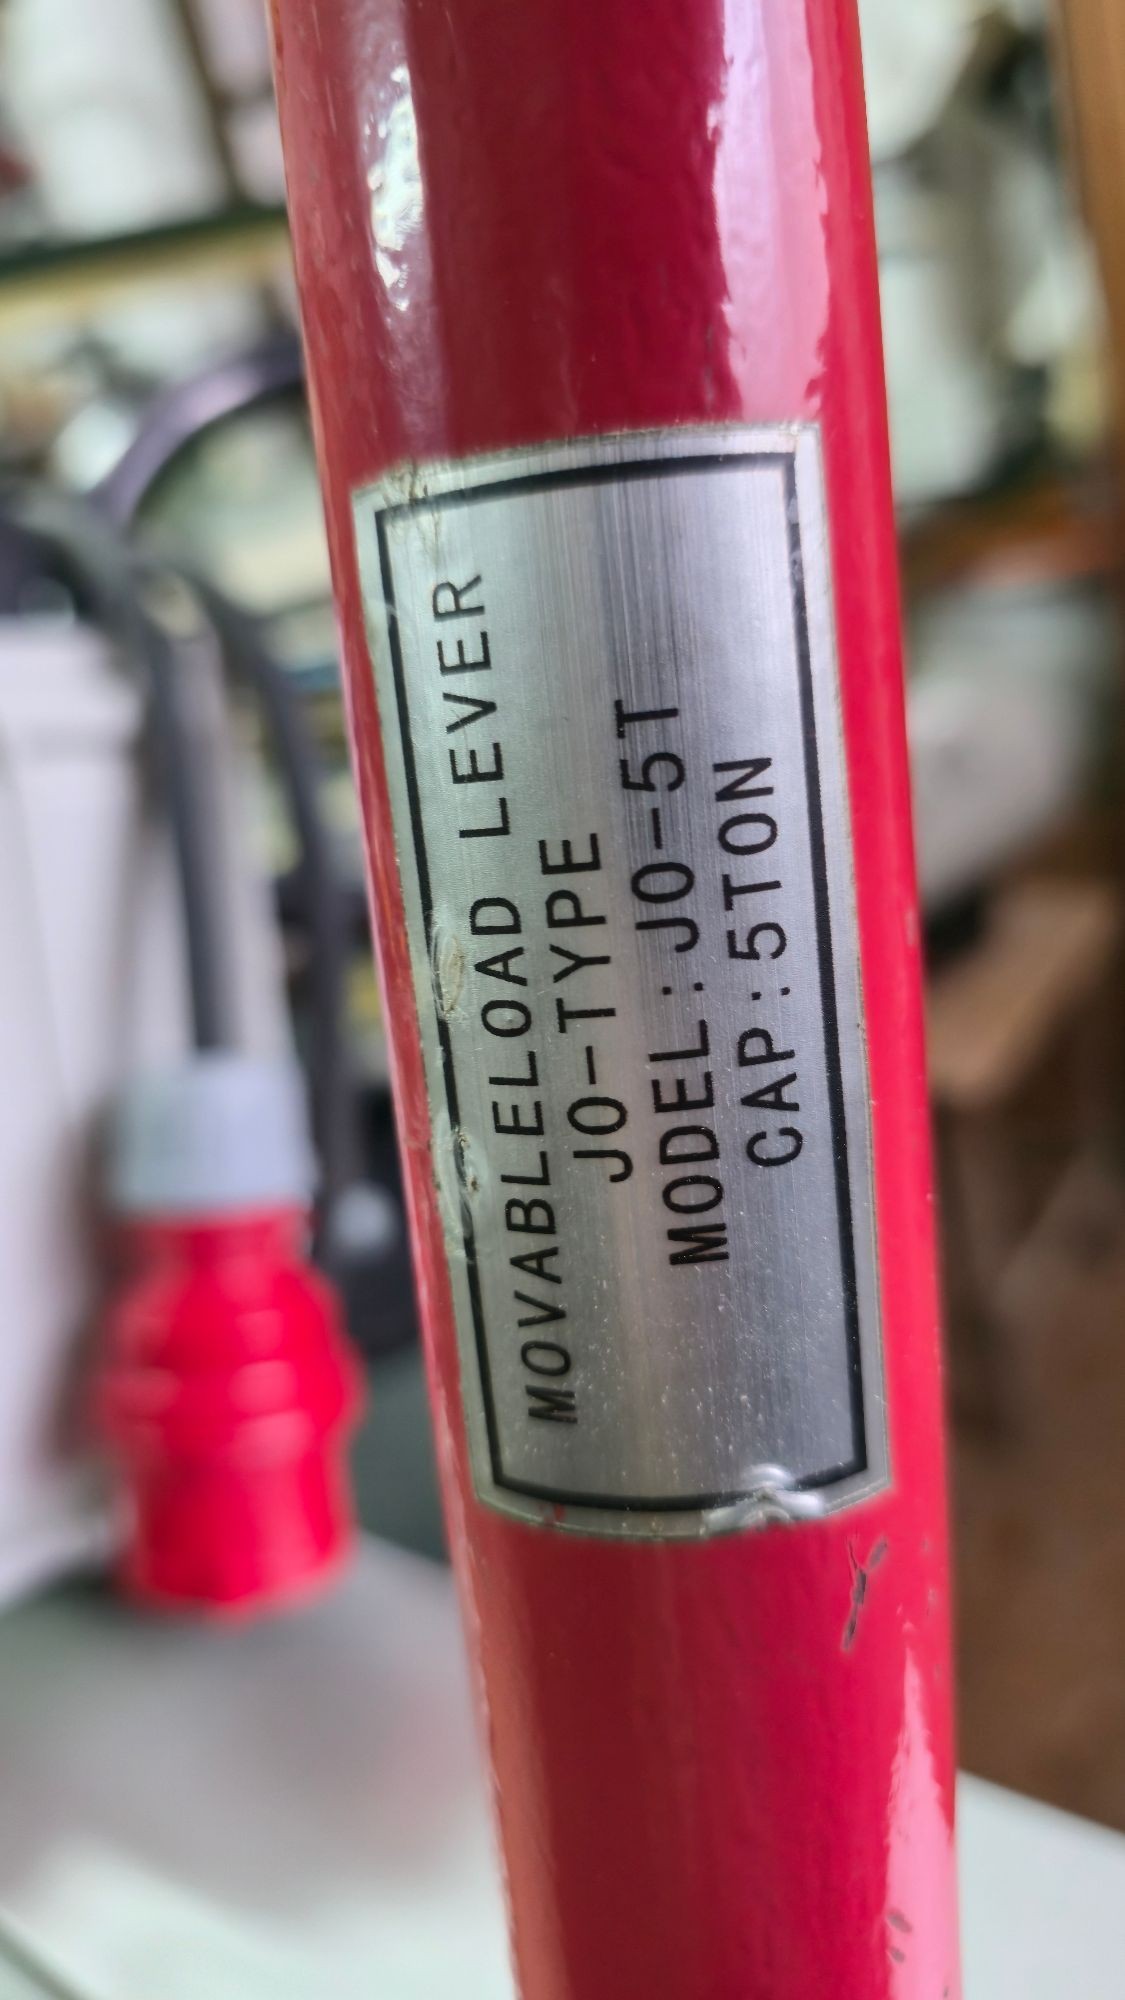 MOVABLELOAD LEVER
JO-TYPE
MODEL:JO-5T
CAP:5TON